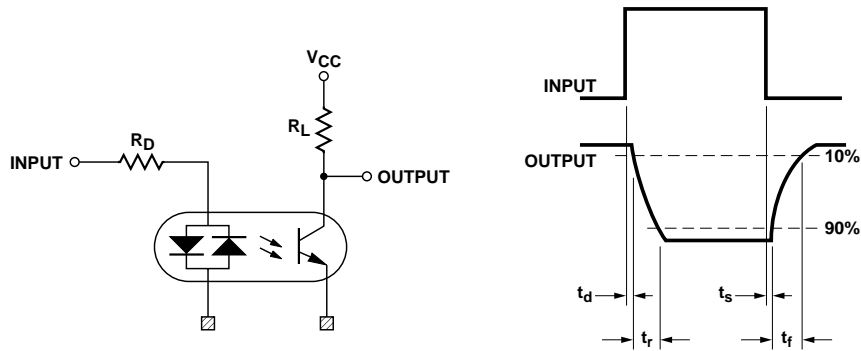 VCC
RL
RD
INPUT
OUTPUT
INPUT
OUTPUT
10%
90%
td
ts
tr
tf